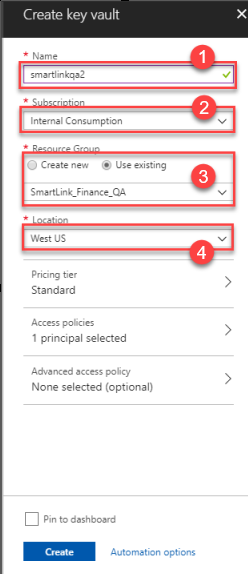 Create key vault
1
* Name
smartlinkqa2
* Subscription
2
Internal Consumption
* Resource Group
Create new Use existing
3
SmartLink_Finance_QA
* Location
West US
4
Pricing tier
Standard
Access policies
1 principal selected
Advanced access policy
None selected (optional)
Pin to dashboard
Create Automation options